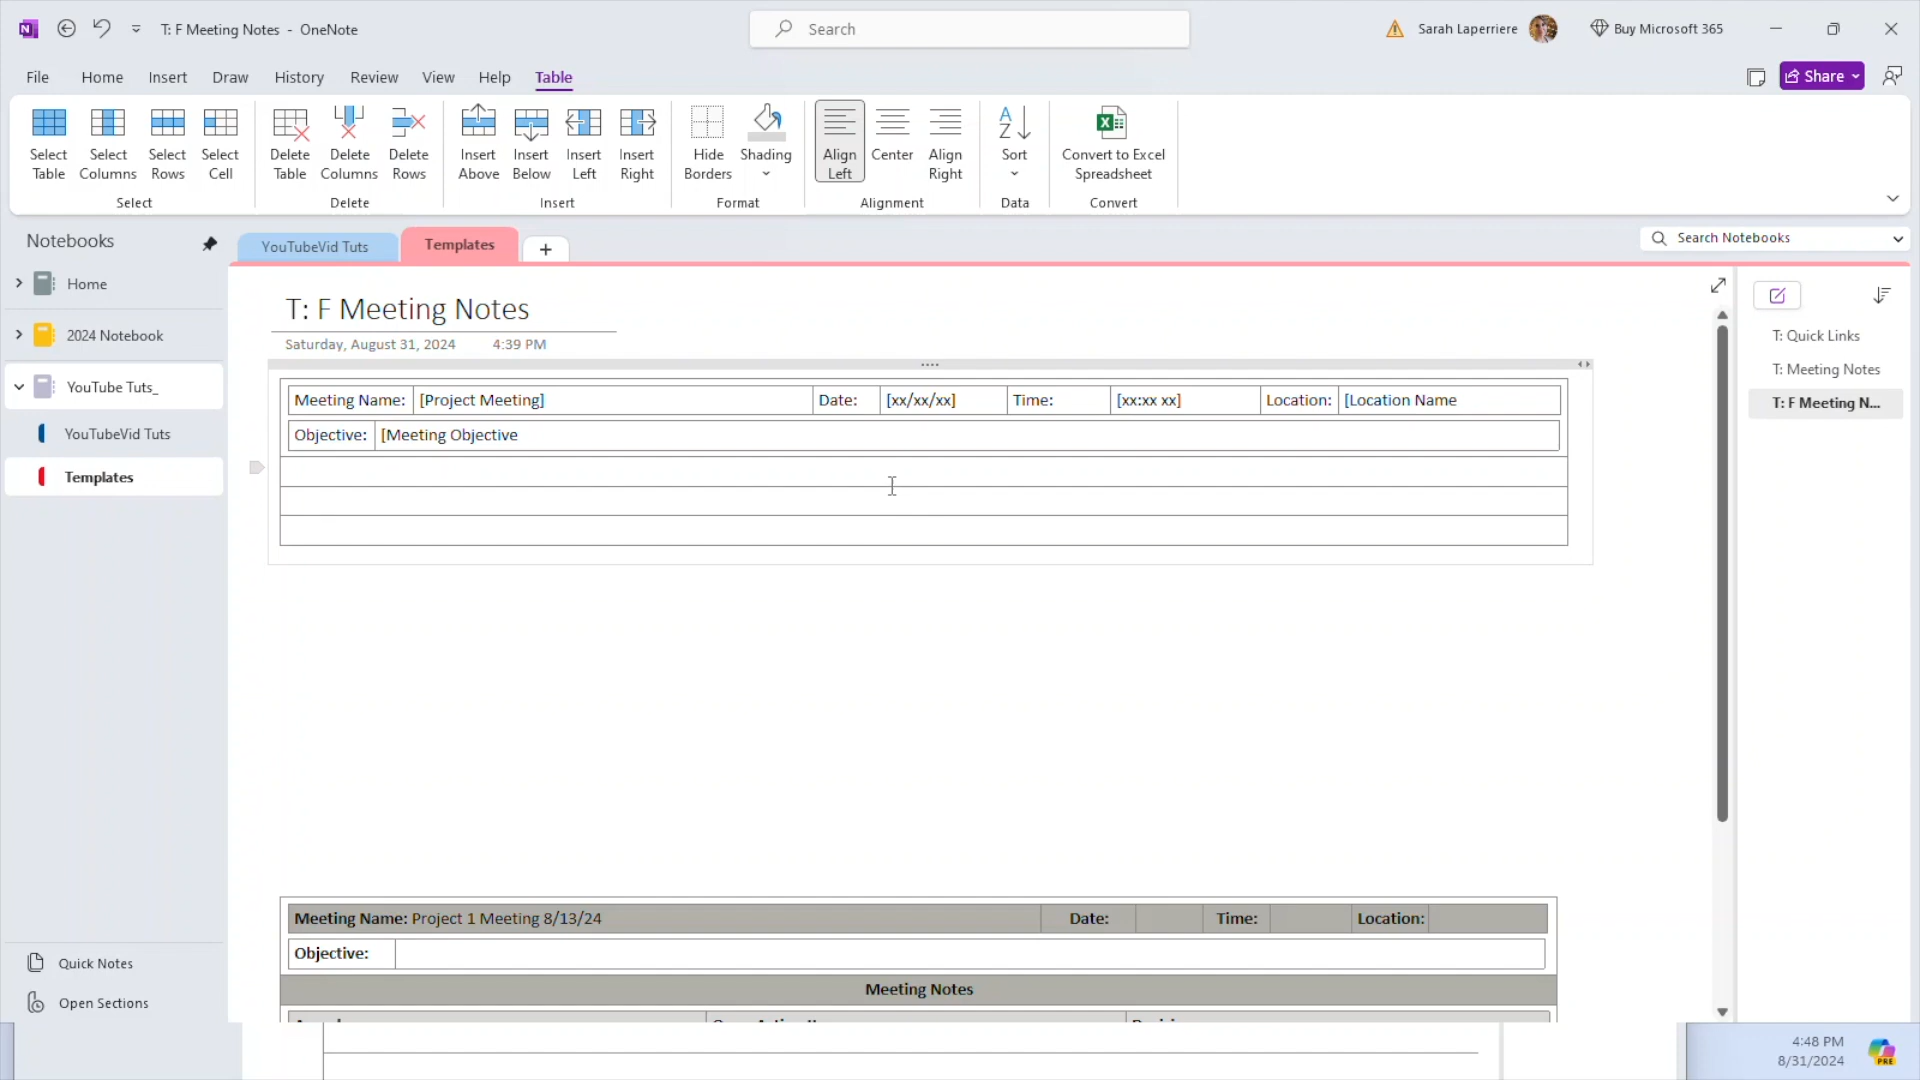 T: F Meeting Notes - OneNote
Search
Sarah Laperriere
Buy Microsoft 365
File Home Insert Draw History Review View Help Table
Share
Select Table
Select Columns
Select Rows
Select Cell
Delete Table
Delete Columns
Delete Rows
Insert Above
Insert Below
Insert Left
Insert Right
Hide Borders
Shading
Align Left
Center
Align Right
Sort
Convert to Excel Spreadsheet
Select Delete Insert Format Alignment Data Convert
Notebooks
YouTubeVid Tuts
Templates
Search Notebooks
Home
2024 Notebook
YouTube Tuts_
YouTubeVid Tuts
Templates
Quick Notes
Open Sections
T: F Meeting Notes
Saturday, August 31, 2024 4:39 PM
Meeting Name: [Project Meeting] Date: [xx/xx/xx] Time: [xx:xx xx] Location: [Location Name
Objective: [Meeting Objective
Meeting Name: Project 1 Meeting 8/13/24 Date: Time: Location:
Objective:
Meeting Notes
T: Quick Links
T: Meeting Notes
T: F Meeting N...
4:48 PM
8/31/2024
PRE